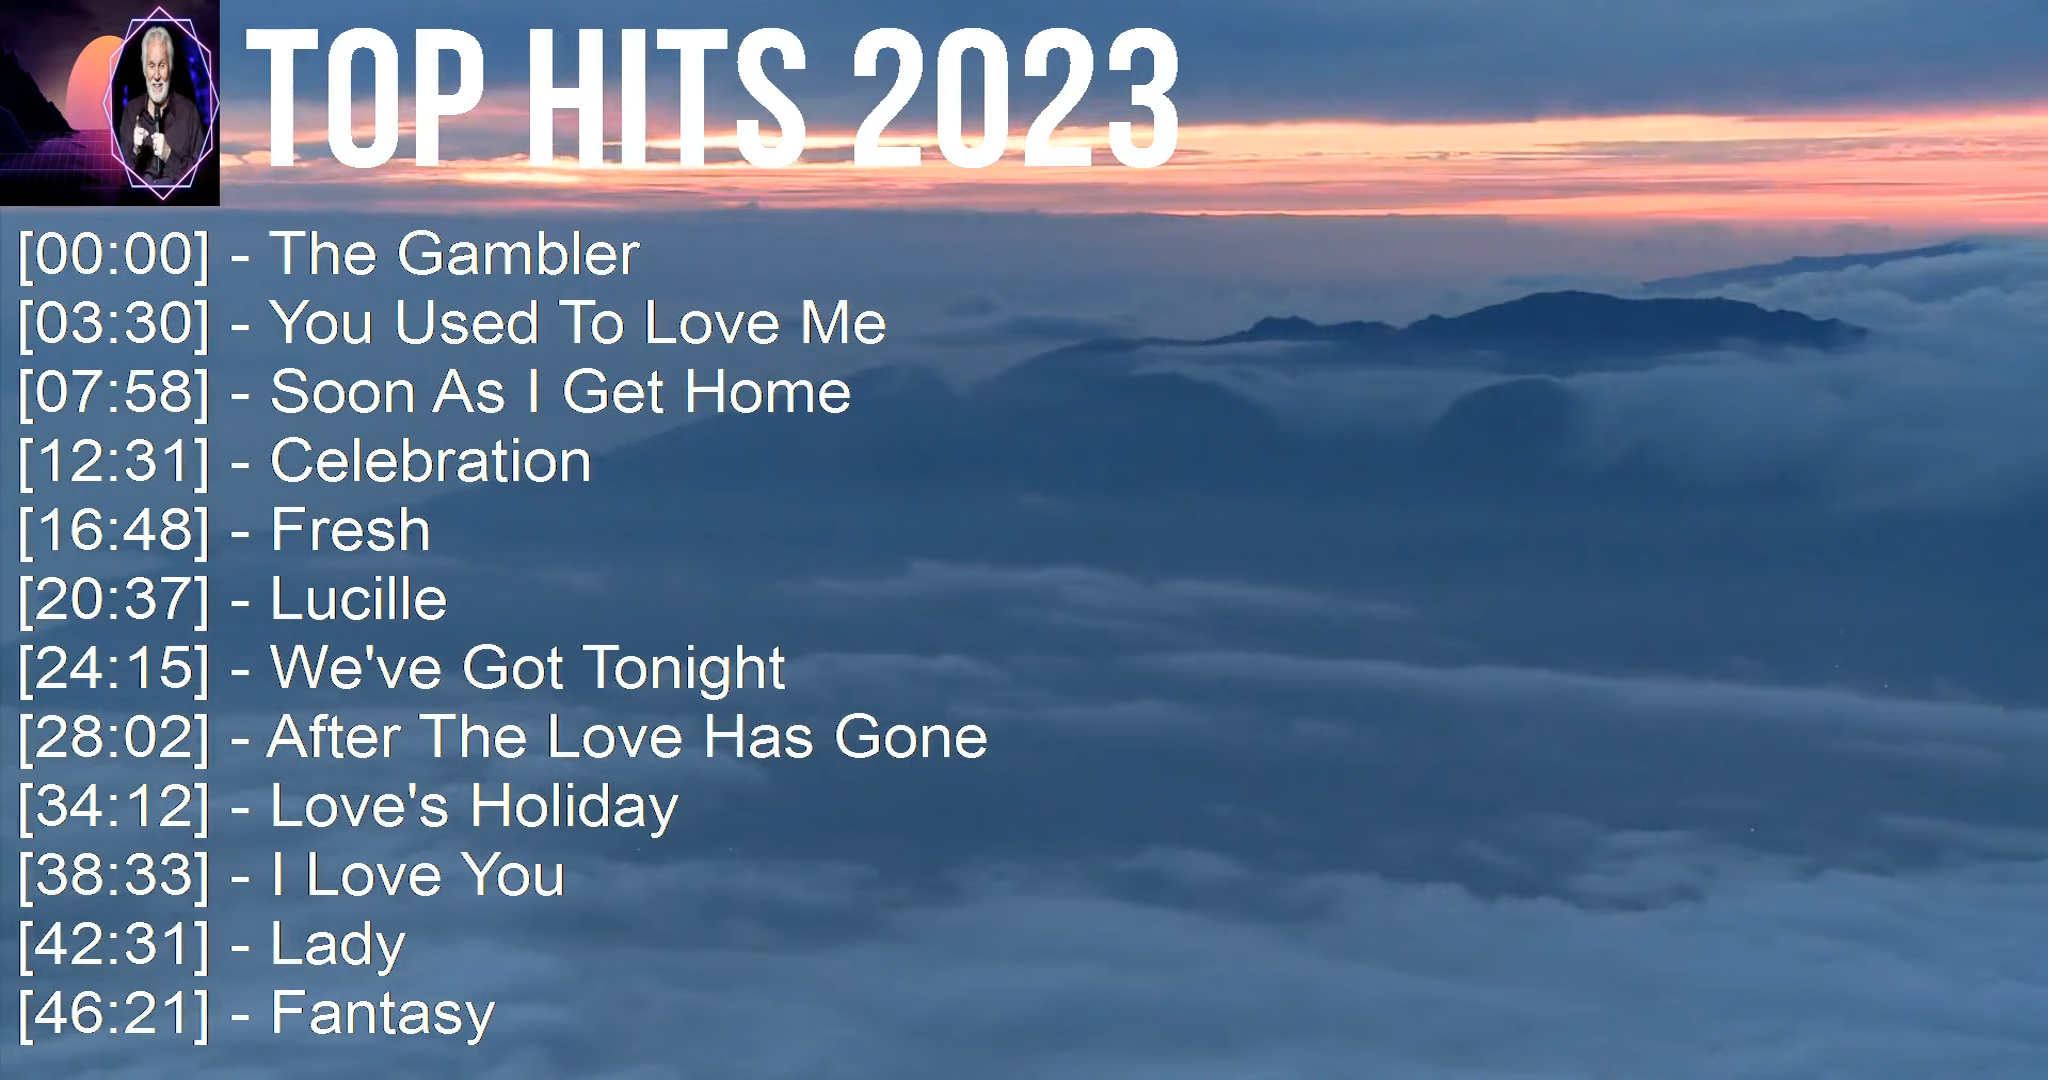 TOP HITS 2023
[00:00] - The Gambler
[03:30] - You Used To Love Me
[07:58] - Soon As I Get Home
[12:31] - Celebration
[16:48] - Fresh
[20:37] - Lucille
[24:15] - We've Got Tonight
[28:02] - After The Love Has Gone
[34:12] - Love's Holiday
[38:33] - I Love You
[42:31] - Lady
[46:21] - Fantasy